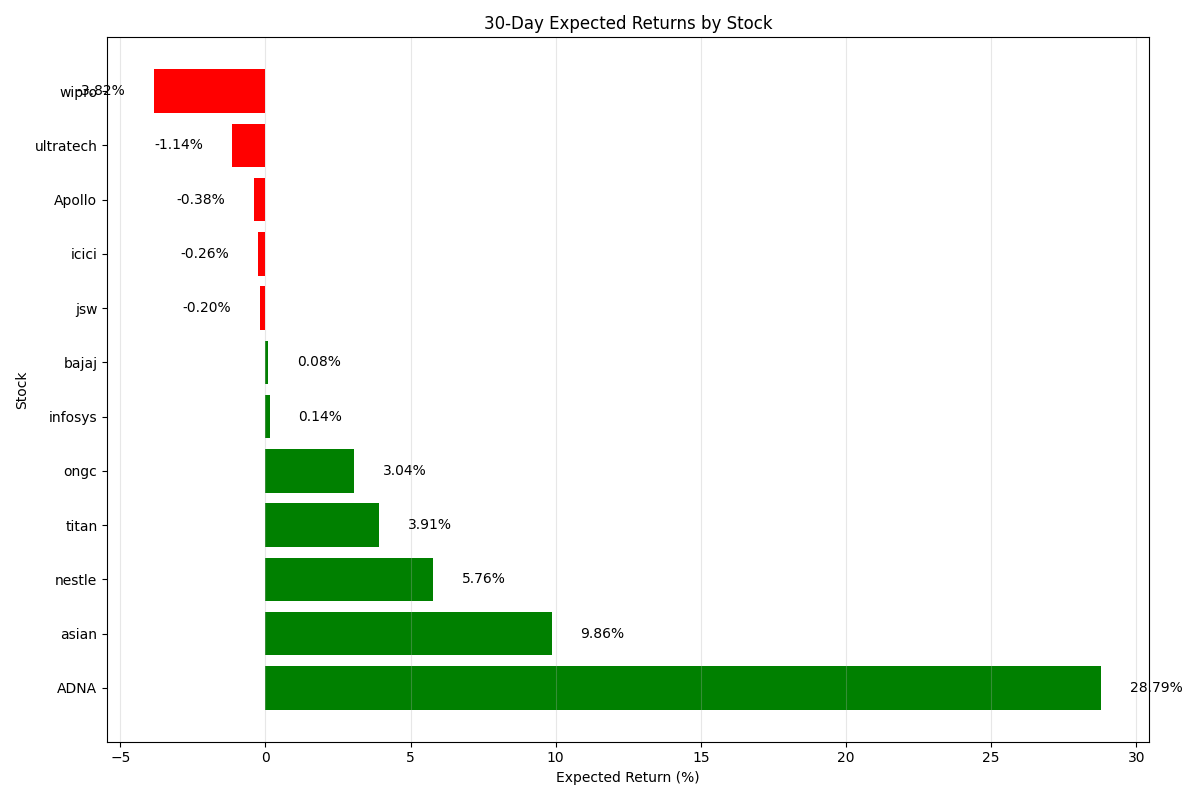 30-Day Expected Returns by Stock
wipro -3.82%
ultratech -1.14%
Apollo -0.38%
icici -0.26%
jsw -0.20%
bajaj 0.08%
infosys 0.14%
ongc 3.04%
titan 3.91%
nestle 5.76%
asian 9.86%
ADNA 28.79%
Stock
−5 0 5 10 15 20 25 30
Expected Return (%)